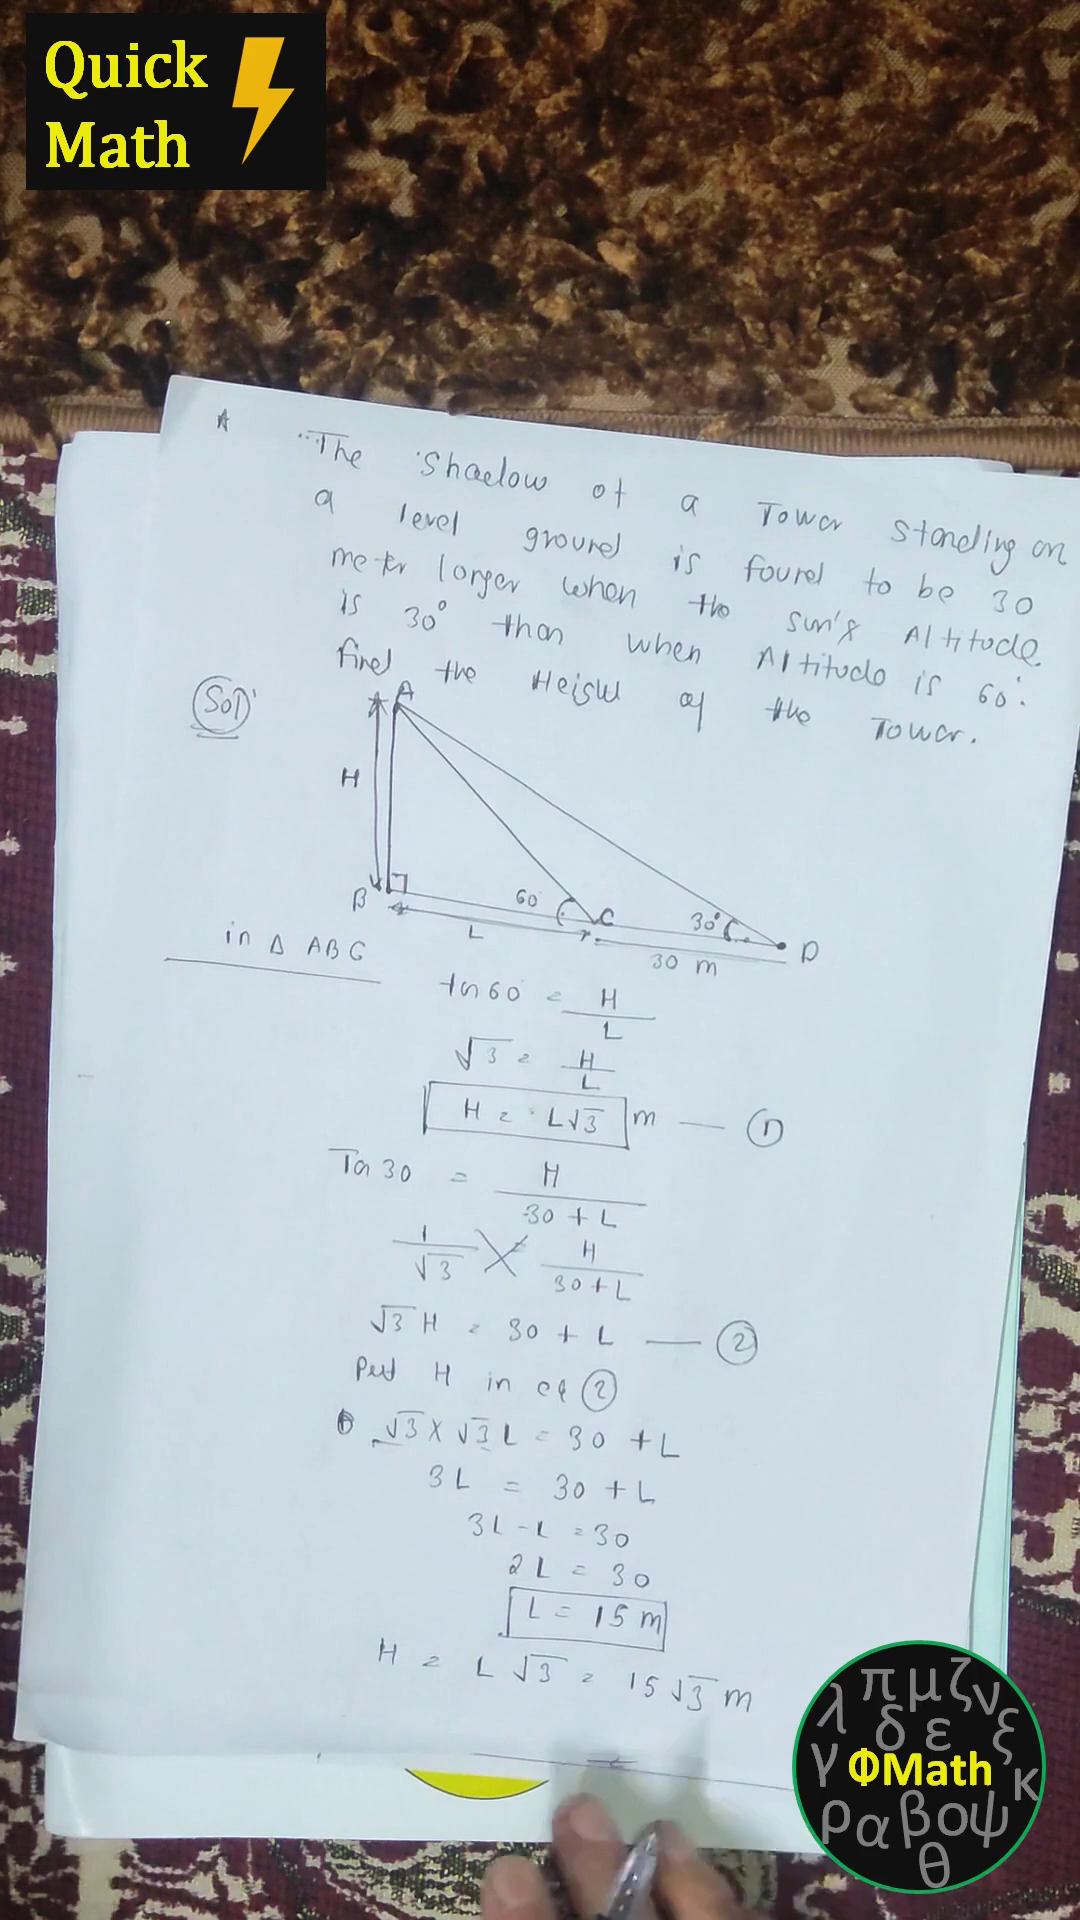 Quick
Math
The Shadow of a Tower standing on
a level ground is found to be 30
meter longer when the sun's Altitude
is 30° than when Altitude is 60°.
find the Height of the Tower.
Sol
A
H
B
60
C
30°
D
L
30 m
in Δ ABC
tan 60 = H/L
√3 = H/L
H = L√3 m — ①
Tan 30 = H/(30 + L)
1/√3 = H/(30+L)
√3 H = 30 + L — ②
Put H in eq ②
√3 × √3 L = 30 + L
3L = 30 + L
3L - L = 30
2L = 30
L = 15 m
H = L √3 = 15 √3 m
π μ ζ ν
λ δ ε ξ
γ ΦMath κ
ρ α β ο ψ
θ